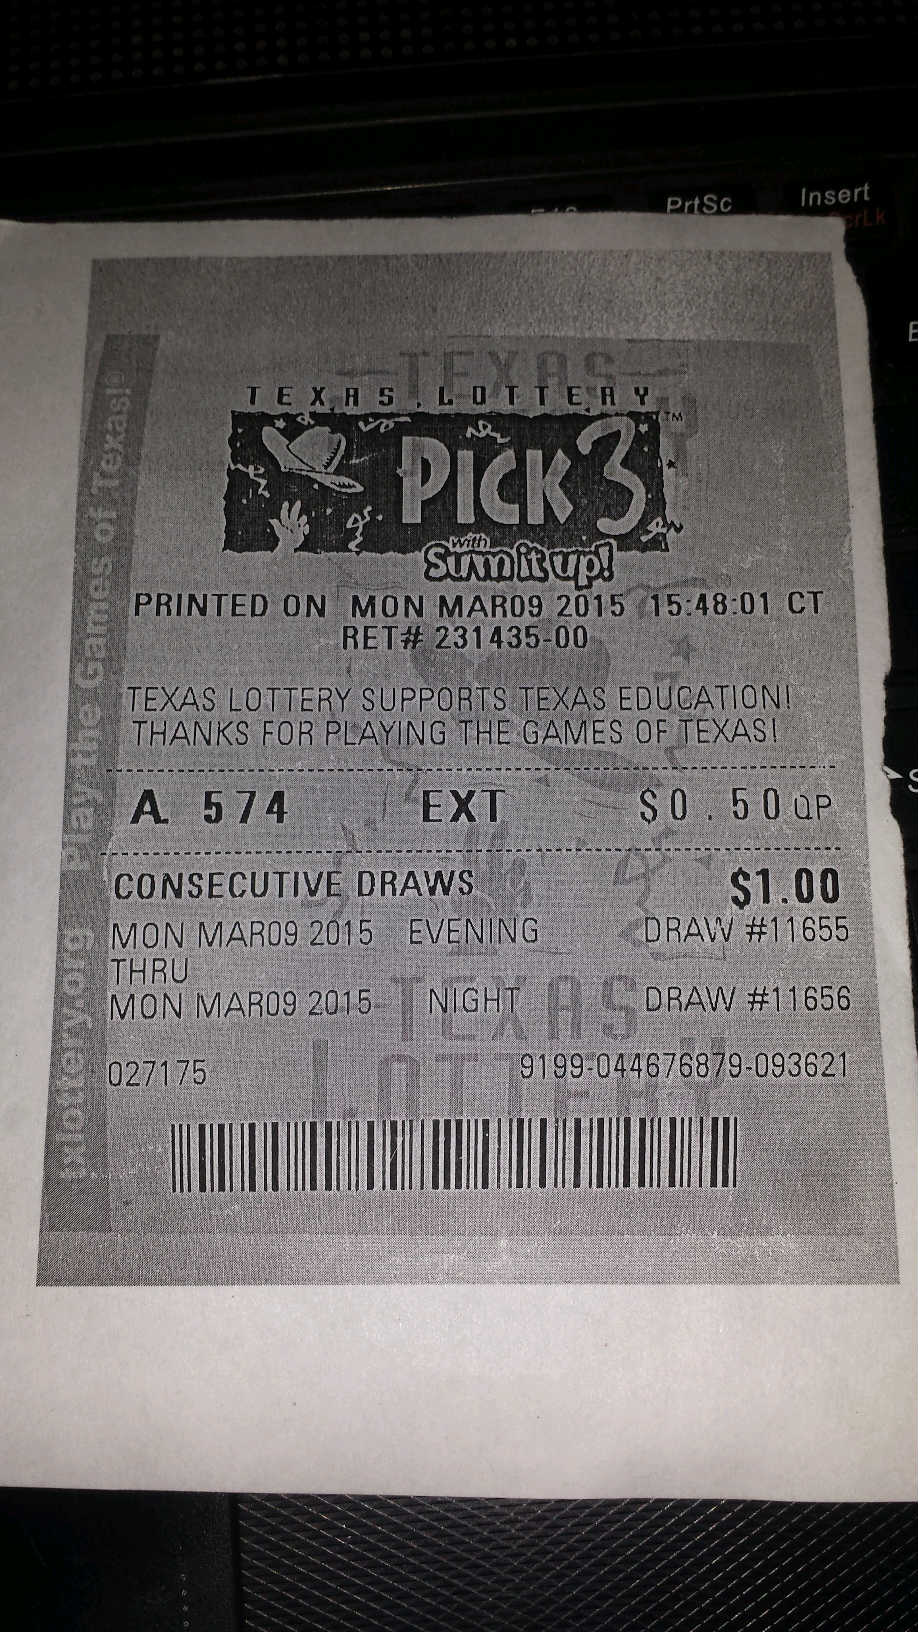 PrtSc Insert
ScrLk
TEXAS
TEXAS LOTTERY
PICK 3™
with
Sum it up!
PRINTED ON MON MAR09 2015 15:48:01 CT
RET# 231435-00
TEXAS LOTTERY SUPPORTS TEXAS EDUCATION!
THANKS FOR PLAYING THE GAMES OF TEXAS!
A. 574 EXT $0.50 QP
CONSECUTIVE DRAWS $1.00
MON MAR09 2015 EVENING DRAW #11655
THRU
MON MAR09 2015 NIGHT DRAW #11656
TEXAS
LOTTERY
027175 9199-044676879-093621
txlottery.org Play the Games of Texas!®